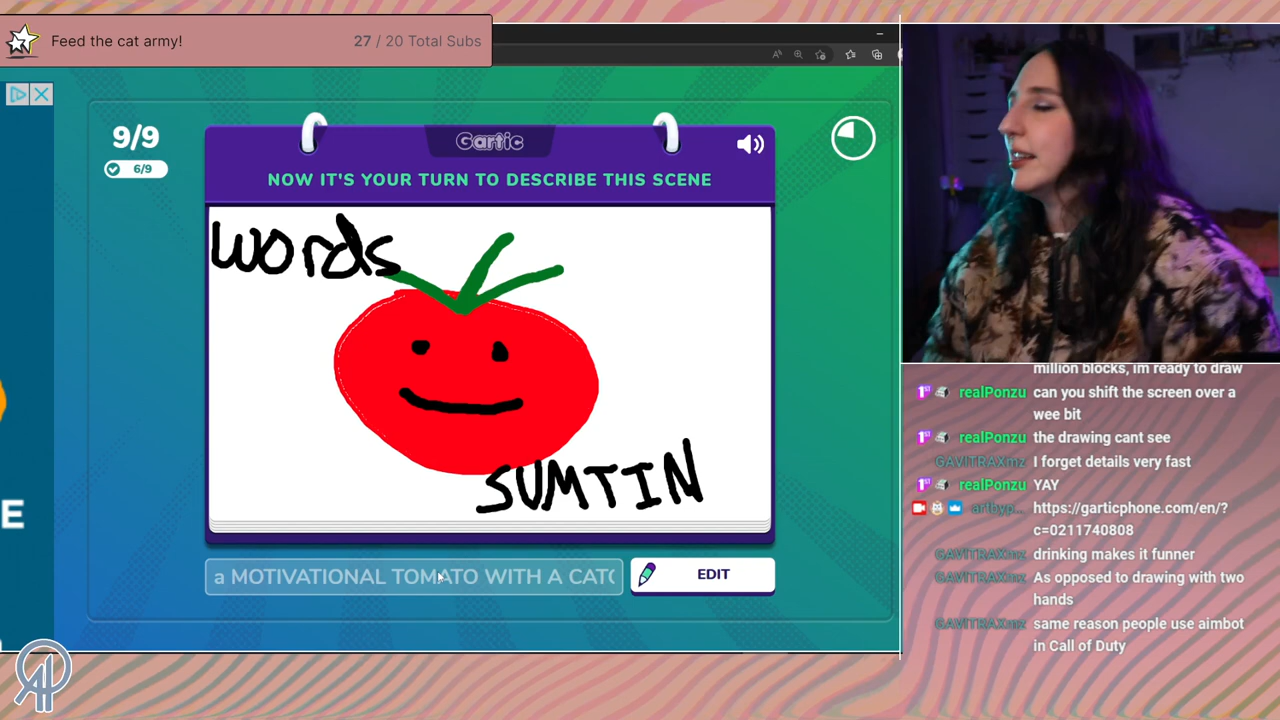 Feed the cat army!
27 / 20 Total Subs
9/9
6/9
Gartic
NOW IT'S YOUR TURN TO DESCRIBE THIS SCENE
words
SUMTIN
E
a MOTIVATIONAL TOMATO WITH A CATC
EDIT
million blocks, im ready to draw
realPonzu can you shift the screen over a
wee bit
realPonzu the drawing cant see
GAVITRAXmz I forget details very fast
realPonzu YAY
artbyp... https://garticphone.com/en/?
c=0211740808
GAVITRAXmz drinking makes it funner
GAVITRAXmz As opposed to drawing with two
hands
GAVITRAXmz same reason people use aimbot
in Call of Duty